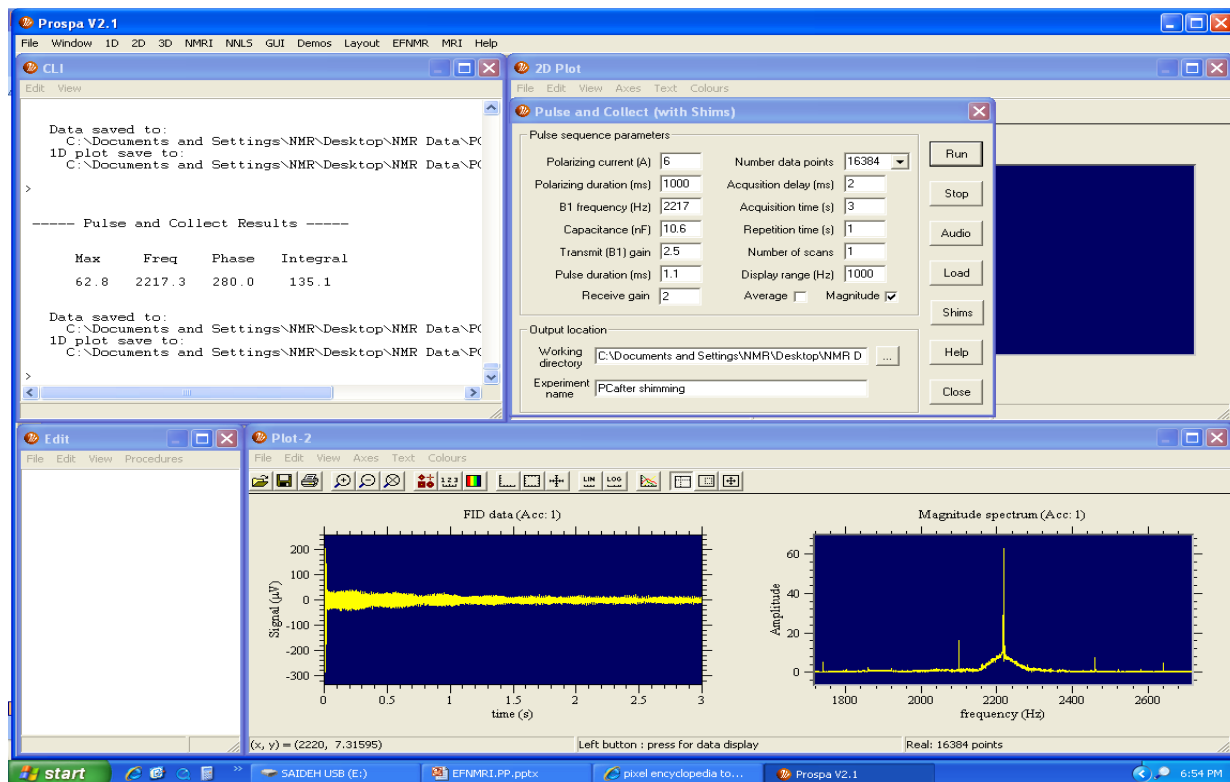 Prospa V2.1
File Window 1D 2D 3D NMRI NNLS GUI Demos Layout EFNMR MRI Help
CLI
Edit View
Data saved to:
C:\Documents and Settings\NMR\Desktop\NMR Data\PC
1D plot save to:
C:\Documents and Settings\NMR\Desktop\NMR Data\PC
>
----- Pulse and Collect Results -----
Max Freq Phase Integral
62.8 2217.3 280.0 135.1
Data saved to:
C:\Documents and Settings\NMR\Desktop\NMR Data\PC
1D plot save to:
C:\Documents and Settings\NMR\Desktop\NMR Data\PC
>
2D Plot
File Edit View Axes Text Colours
Pulse and Collect (with Shims)
Pulse sequence parameters
Polarizing current (A) 6 Number data points 16384
Polarizing duration (ms) 1000 Acqusition delay (ms) 2
B1 frequency (Hz) 2217 Acquisition time (s) 3
Capacitance (nF) 10.6 Repetition time (s) 1
Transmit (B1) gain 2.5 Number of scans 1
Pulse duration (ms) 1.1 Display range (Hz) 1000
Receive gain 2 Average Magnitude
Output location
Working directory C:\Documents and Settings\NMR\Desktop\NMR D ...
Experiment name PCafter shimming
Run
Stop
Audio
Load
Shims
Help
Close
Edit
File Edit View Procedures
Plot-2
File Edit View Axes Text Colours
1 2 3 LIN LOG
FID data (Acc: 1)
Signal (µV)
200
100
0
-100
-200
-300
0 0.5 1 1.5 2 2.5 3
time (s)
Magnitude spectrum (Acc: 1)
Amplitude
60
40
20
0
1800 2000 2200 2400 2600
frequency (Hz)
(x, y) = (2220, 7.31595) Left button : press for data display Real: 16384 points
start SAIDEH USB (E:) EFNMRI.PP.pptx pixel encyclopedia to... Prospa V2.1 6:54 PM